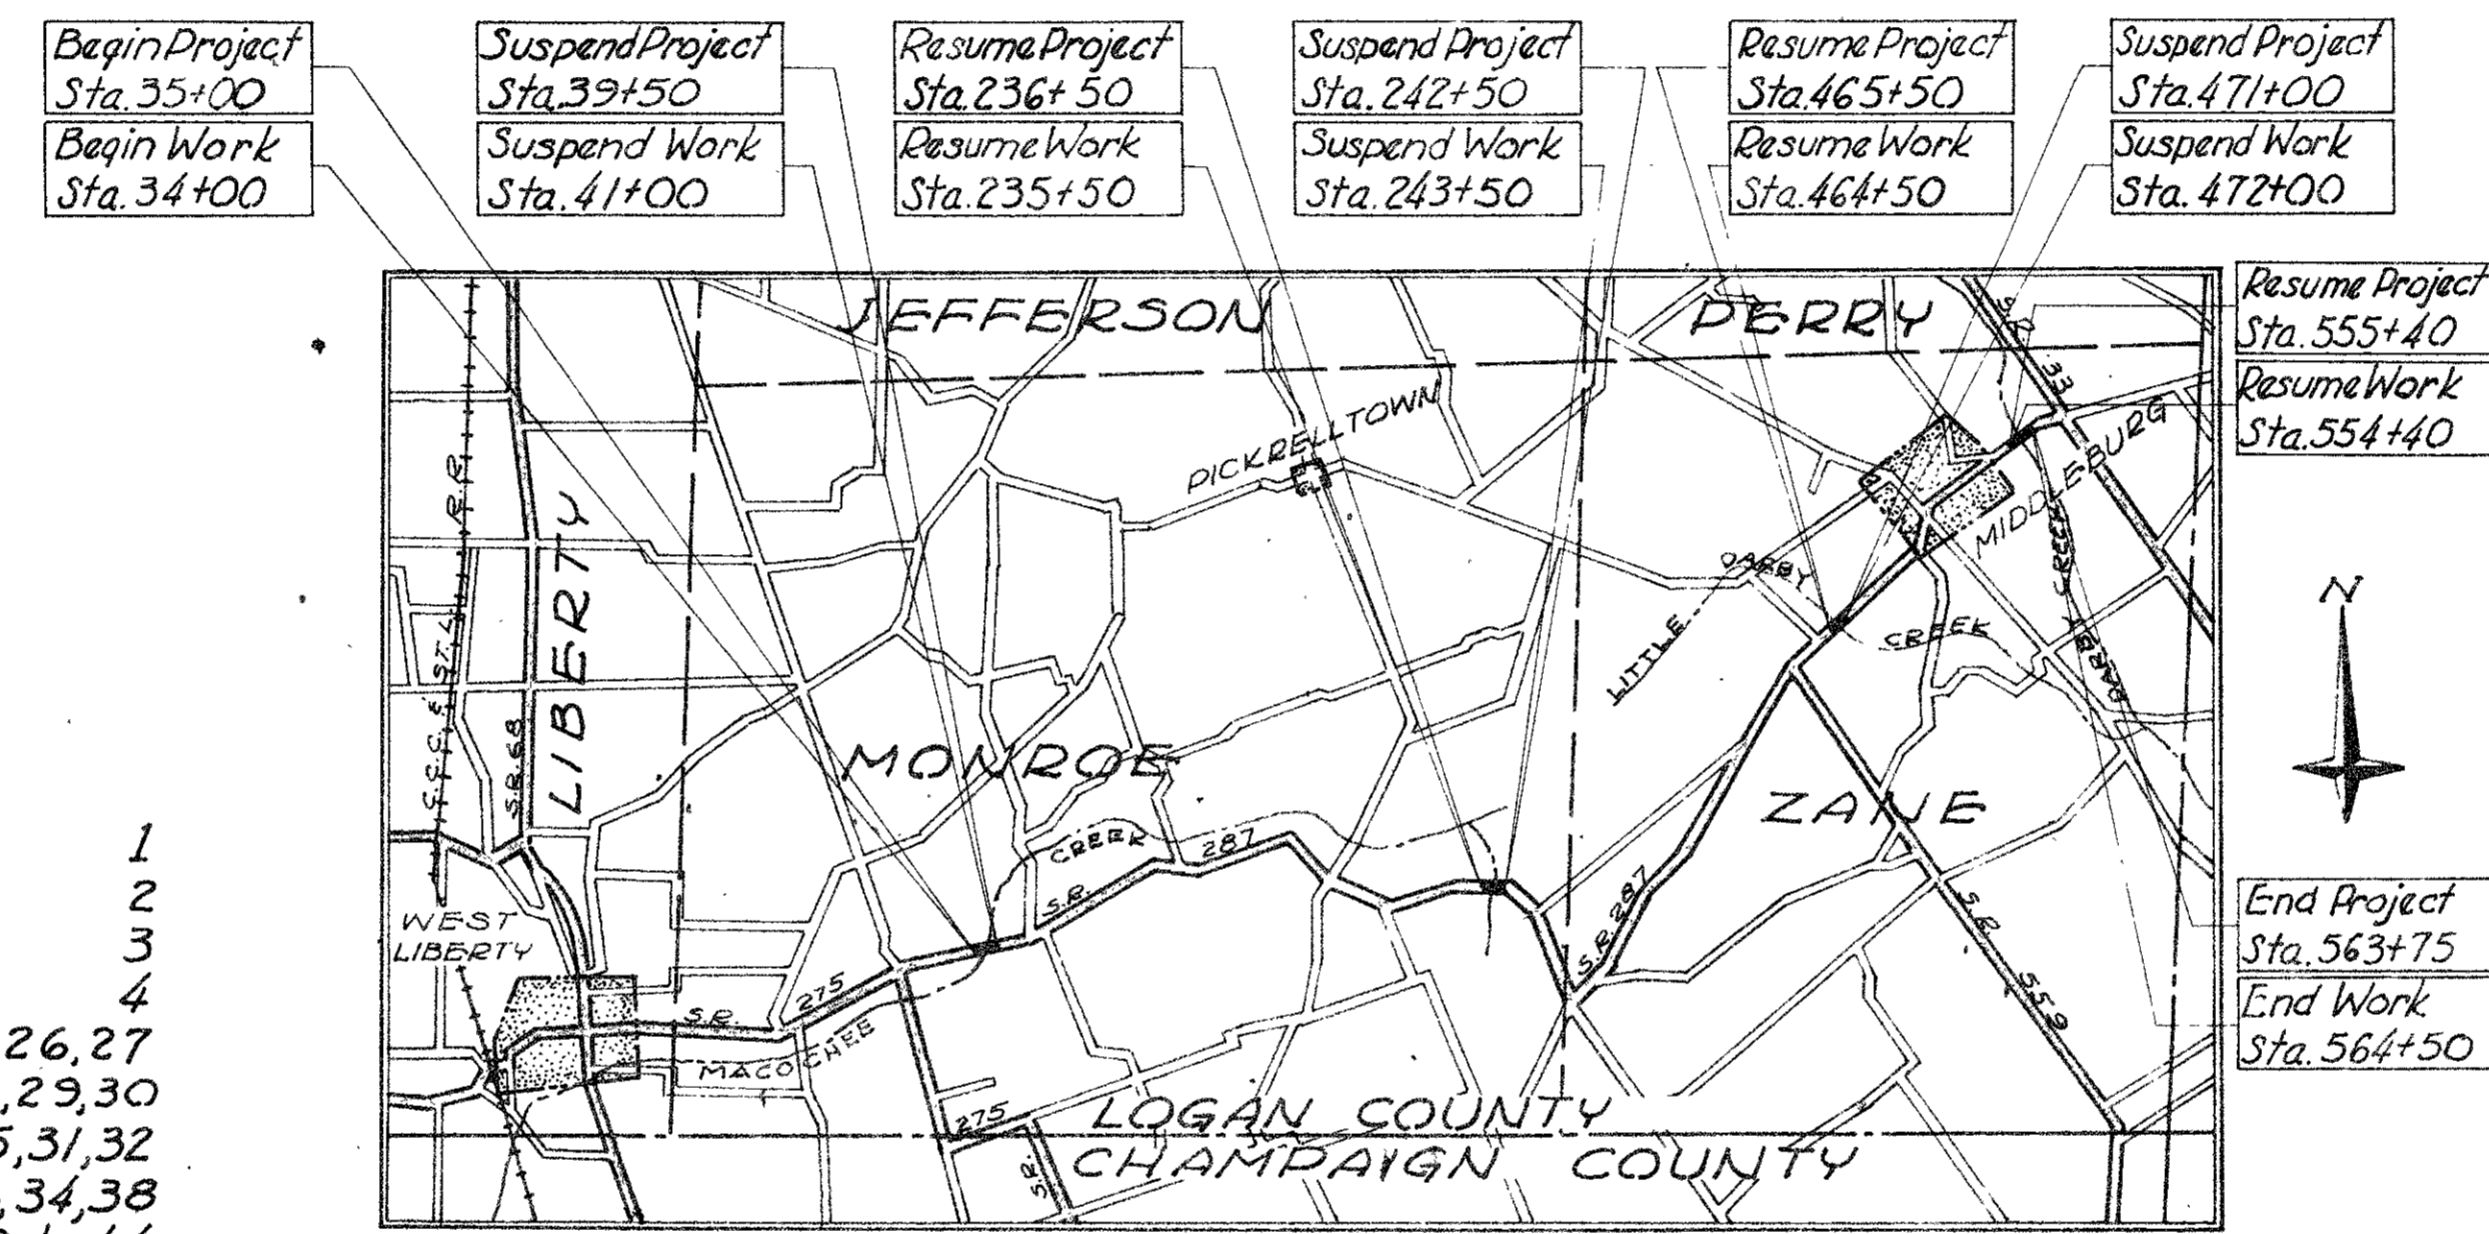 Begin Project
Sta. 35+00
Begin Work
Sta. 34+00
Suspend Project
Sta. 39+50
Suspend Work
Sta. 41+00
Resume Project
Sta. 236+50
Resume Work
Sta. 235+50
Suspend Project
Sta. 242+50
Suspend Work
Sta. 243+50
Resume Project
Sta. 465+50
Resume Work
Sta. 464+50
Suspend Project
Sta. 471+00
Suspend Work
Sta. 472+00
Resume Project
Sta. 555+40
Resume Work
Sta. 554+40
JEFFERSON
PERRY
33
PICKRELLTOWN
MIDDLEBURG
R.R.
LIBERTY
S.R. 68
LITTLE
DARBY
CREEK
CREEK
DARBY
N
MONROE
ZANE
CREEK
S.R. 287
S.R. 287
S.R. 559
WEST
LIBERTY
S.R. 275
MACOCHEE
275
S.R.
LOGAN COUNTY
CHAMPAIGN COUNTY
End Project
Sta. 563+75
End Work
Sta. 564+50
1
2
3
4
26,27
,29,30
,31,32
34,38